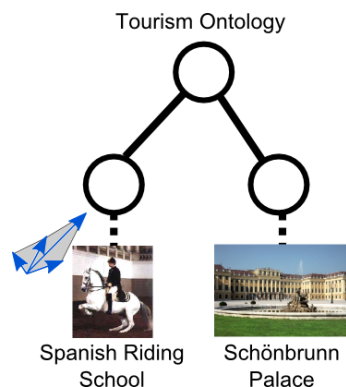 Tourism Ontology
Spanish Riding
School
Schönbrunn
Palace